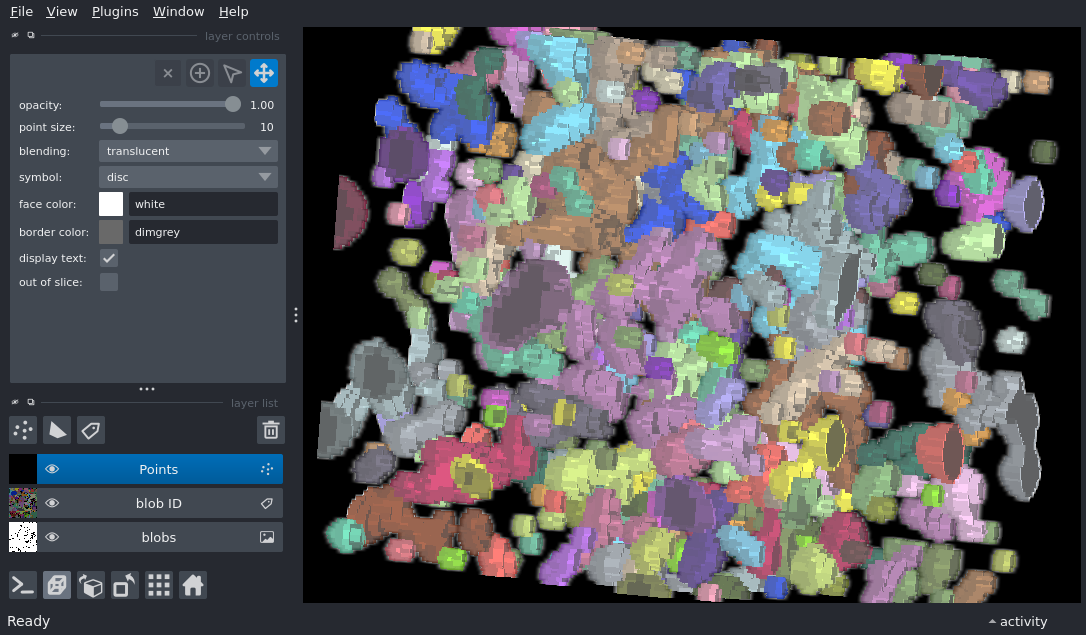 File View Plugins Window Help
layer controls
opacity: 1.00
point size: 10
blending: translucent
symbol: disc
face color: white
border color: dimgrey
display text:
out of slice:
layer list
Points
blob ID
blobs
Ready
activity